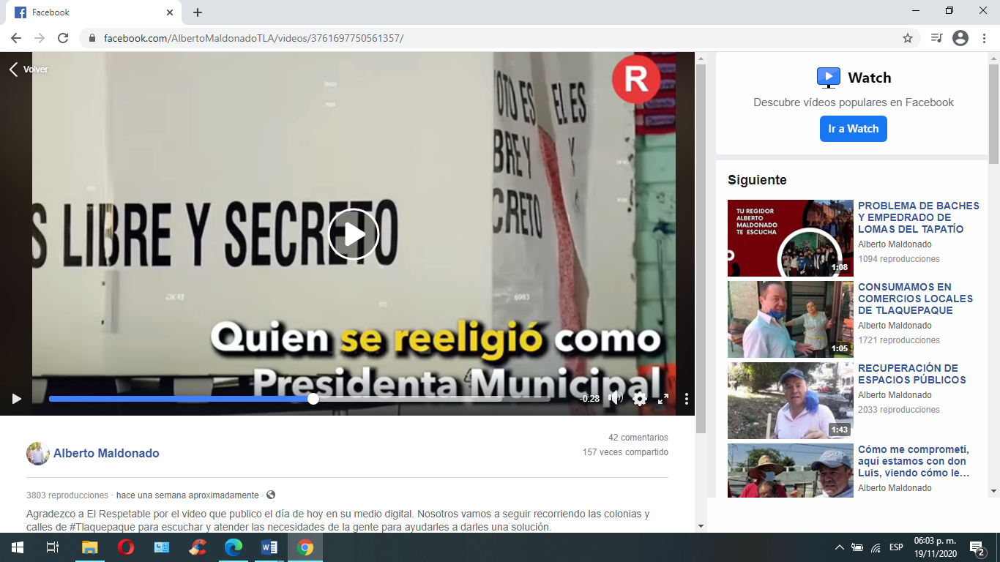 Facebook
facebook.com/AlbertoMaldonadoTLA/videos/3761697750561357/
Volver
R
OTO ES
BRE Y
CRETO
EL ES
Y
S LIBRE Y SECRETO
6983
Quien se reeligió como
Presidenta Municipal
-0:28
Alberto Maldonado
42 comentarios
157 veces compartido
3803 reproducciones · hace una semana aproximadamente ·
Agradezco a El Respetable por el video que publico el día de hoy en su medio digital. Nosotros vamos a seguir recorriendo las colonias y
calles de #Tlaquepaque para escuchar y atender las necesidades de la gente para ayudarles a darles una solución.
Watch
Descubre vídeos populares en Facebook
Ir a Watch
Siguiente
TU REGIDOR
ALBERTO
MALDONADO
TE ESCUCHA
1:08
PROBLEMA DE BACHES
Y EMPEDRADO DE
LOMAS DEL TAPATÍO
Alberto Maldonado
1094 reproducciones
1:05
CONSUMAMOS EN
COMERCIOS LOCALES
DE TLAQUEPAQUE
Alberto Maldonado
1721 reproducciones
1:43
RECUPERACIÓN DE
ESPACIOS PÚBLICOS
Alberto Maldonado
2033 reproducciones
Cómo me comprometí,
aquí estamos con don
Luis, viendo cómo le…
Alberto Maldonado
ESP
06:03 p. m.
19/11/2020
2